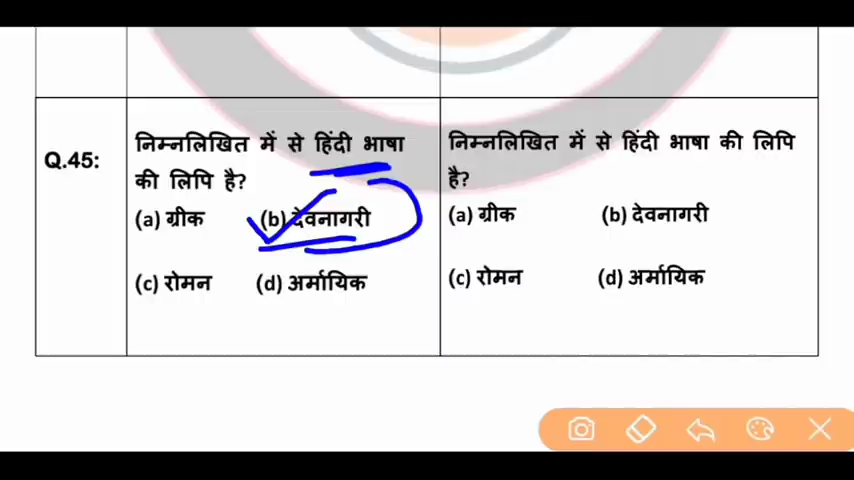 Q.45:
निम्नलिखित में से हिंदी भाषा
की लिपि है?
(a) ग्रीक (b) देवनागरी
(c) रोमन (d) अर्मायिक
निम्नलिखित में से हिंदी भाषा की लिपि
है?
(a) ग्रीक (b) देवनागरी
(c) रोमन (d) अर्मायिक